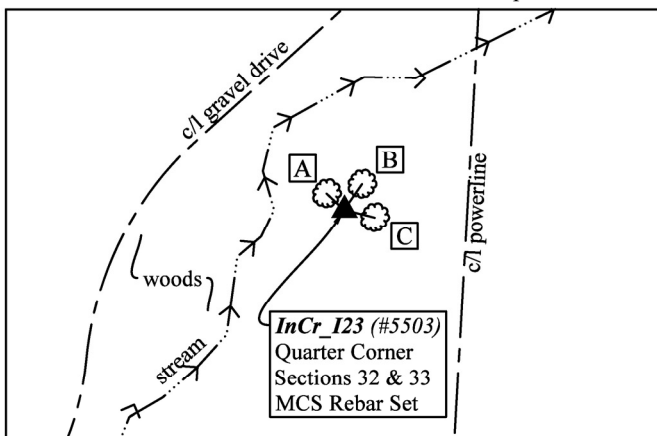 c/l gravel drive
A
B
C
c/l powerline
woods
stream
InCr_I23 (#5503)
Quarter Corner
Sections 32 & 33
MCS Rebar Set